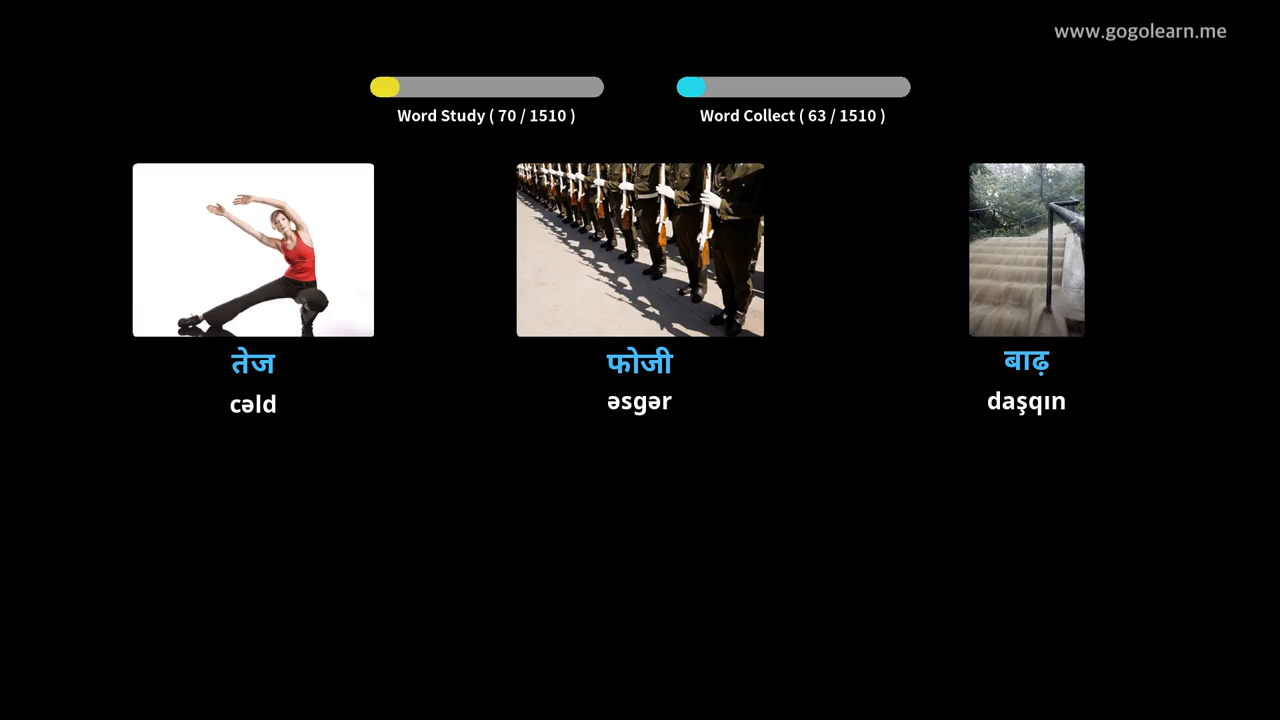 www.gogolearn.me
Word Study ( 70 / 1510 )
Word Collect ( 63 / 1510 )
तेज
फोजी
बाढ़
cəld
əsgər
daşqın